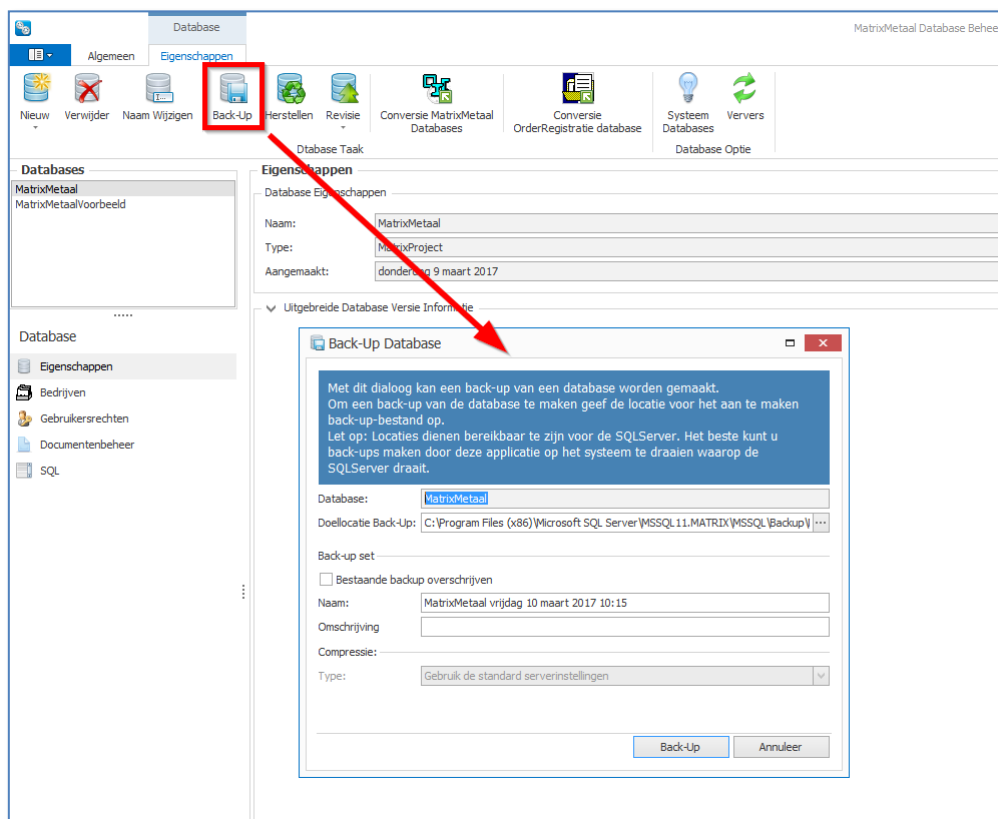 Database
MatrixMetaal Database Behee
Algemeen
Eigenschappen
Nieuw
Verwijder
Naam Wijzigen
Back-Up
Herstellen
Revisie
Conversie MatrixMetaal
Databases
Conversie
OrderRegistratie database
Systeem
Databases
Ververs
Dtabase Taak
Database Optie
Databases
MatrixMetaal
MatrixMetaalVoorbeeld
Eigenschappen
Database Eigenschappen
Naam:
MatrixMetaal
Type:
MatrixProject
Aangemaakt:
donderdag 9 maart 2017
Uitgebreide Database Versie Informatie
Database
Eigenschappen
Bedrijven
Gebruikersrechten
Documentenbeheer
SQL
Back-Up Database
Met dit dialoog kan een back-up van een database worden gemaakt.
Om een back-up van de database te maken geef de locatie voor het aan te maken
back-up-bestand op.
Let op: Locaties dienen bereikbaar te zijn voor de SQLServer. Het beste kunt u
back-ups maken door deze applicatie op het systeem te draaien waarop de
SQLServer draait.
Database:
MatrixMetaal
Doellocatie Back-Up:
C:\Program Files (x86)\Microsoft SQL Server\MSSQL11.MATRIX\MSSQL\Backup\
Back-up set
Bestaande backup overschrijven
Naam:
MatrixMetaal vrijdag 10 maart 2017 10:15
Omschrijving
Compressie:
Type:
Gebruik de standard serverinstellingen
Back-Up
Annuleer